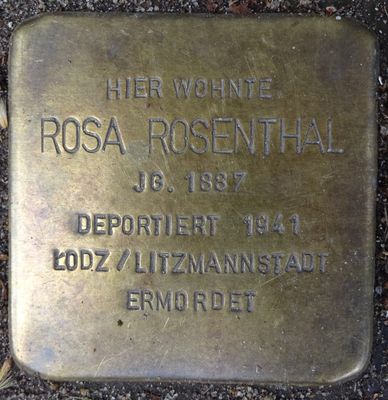 HIER WOHNTE
ROSA ROSENTHAL
JG. 1887
DEPORTIERT 1941
ŁODZ/LITZMANNSTADT
ERMORDET